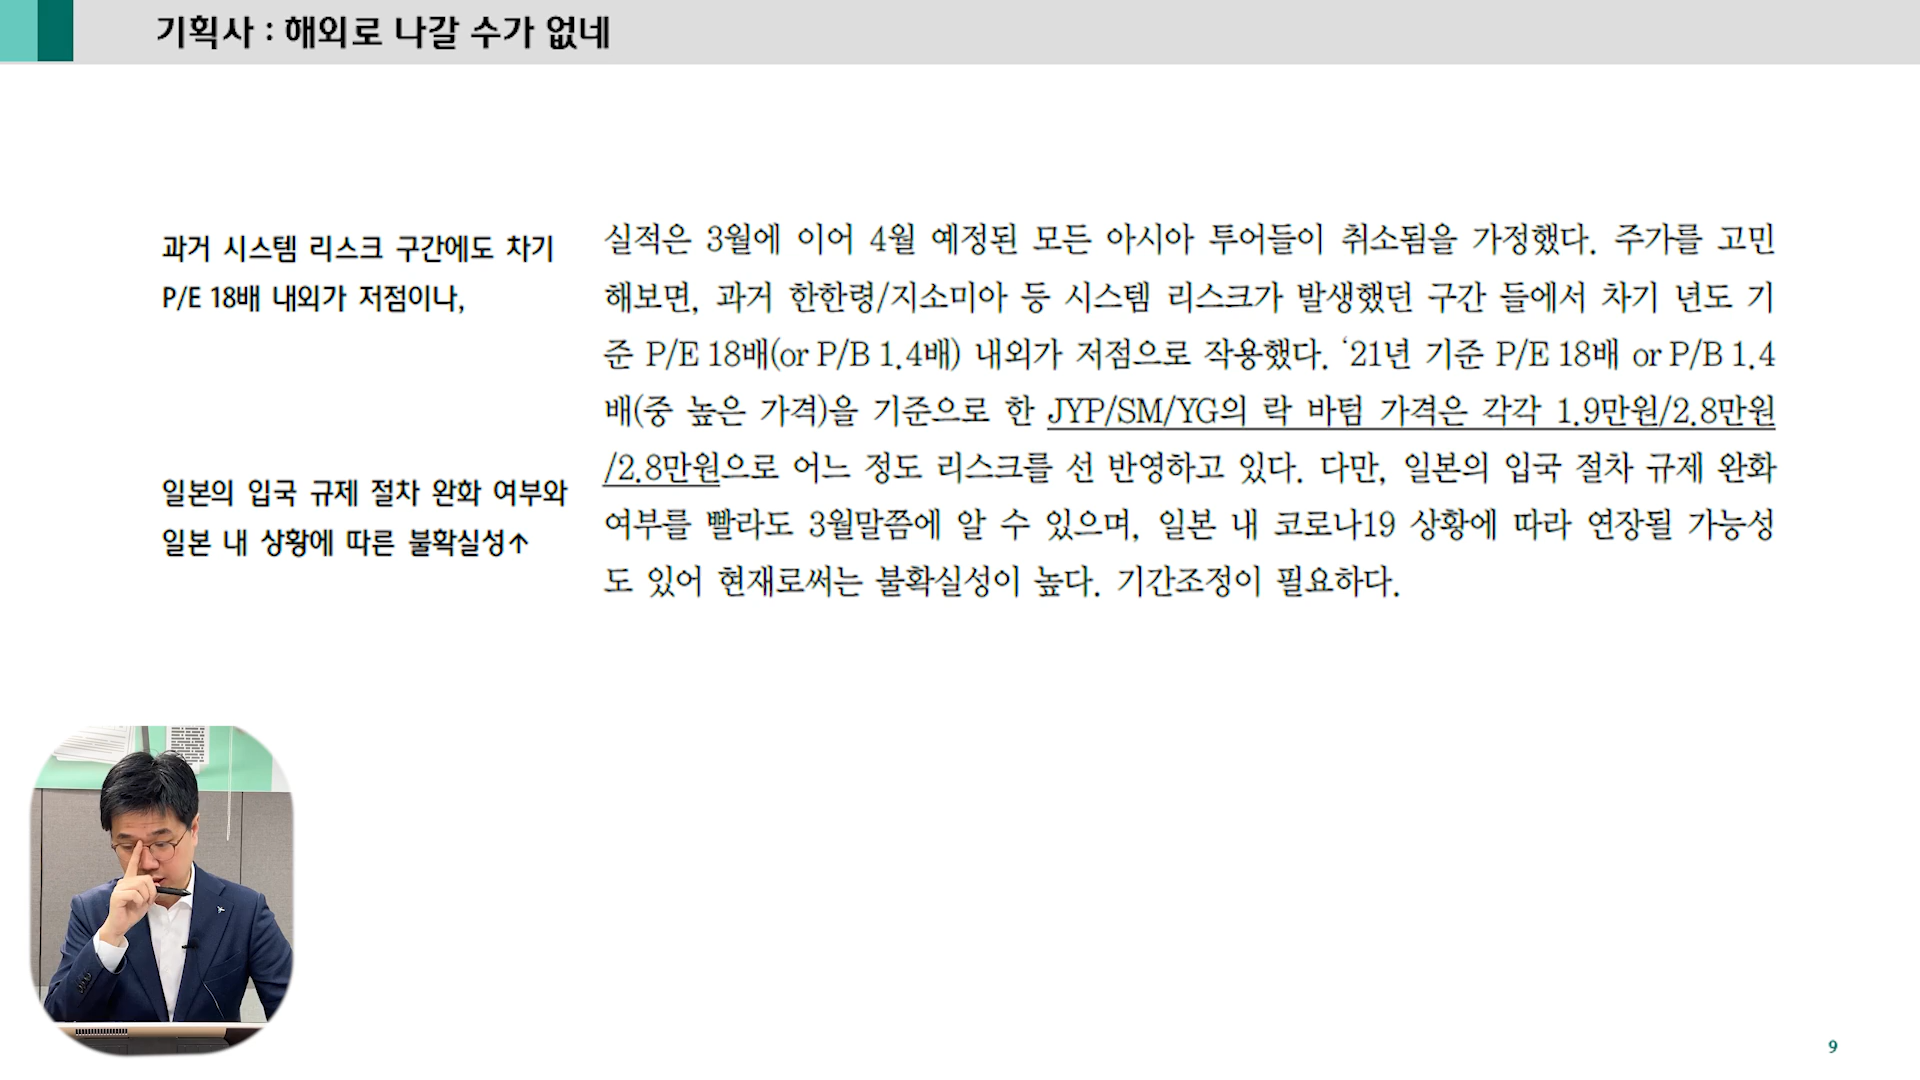 기획사 : 해외로 나갈 수가 없네
과거 시스템 리스크 구간에도 차기
P/E 18배 내외가 저점이나,
일본의 입국 규제 절차 완화 여부와
일본 내 상황에 따른 불확실성↑
실적은 3월에 이어 4월 예정된 모든 아시아 투어들이 취소됨을 가정했다. 주가를 고민
해보면, 과거 한한령/지소미아 등 시스템 리스크가 발생했던 구간 들에서 차기 년도 기
준 P/E 18배(or P/B 1.4배) 내외가 저점으로 작용했다. ‘21년 기준 P/E 18배 or P/B 1.4
배(중 높은 가격)을 기준으로 한 JYP/SM/YG의 락 바텀 가격은 각각 1.9만원/2.8만원
/2.8만원으로 어느 정도 리스크를 선 반영하고 있다. 다만, 일본의 입국 절차 규제 완화
여부를 빨라도 3월말쯤에 알 수 있으며, 일본 내 코로나19 상황에 따라 연장될 가능성
도 있어 현재로써는 불확실성이 높다. 기간조정이 필요하다.
9